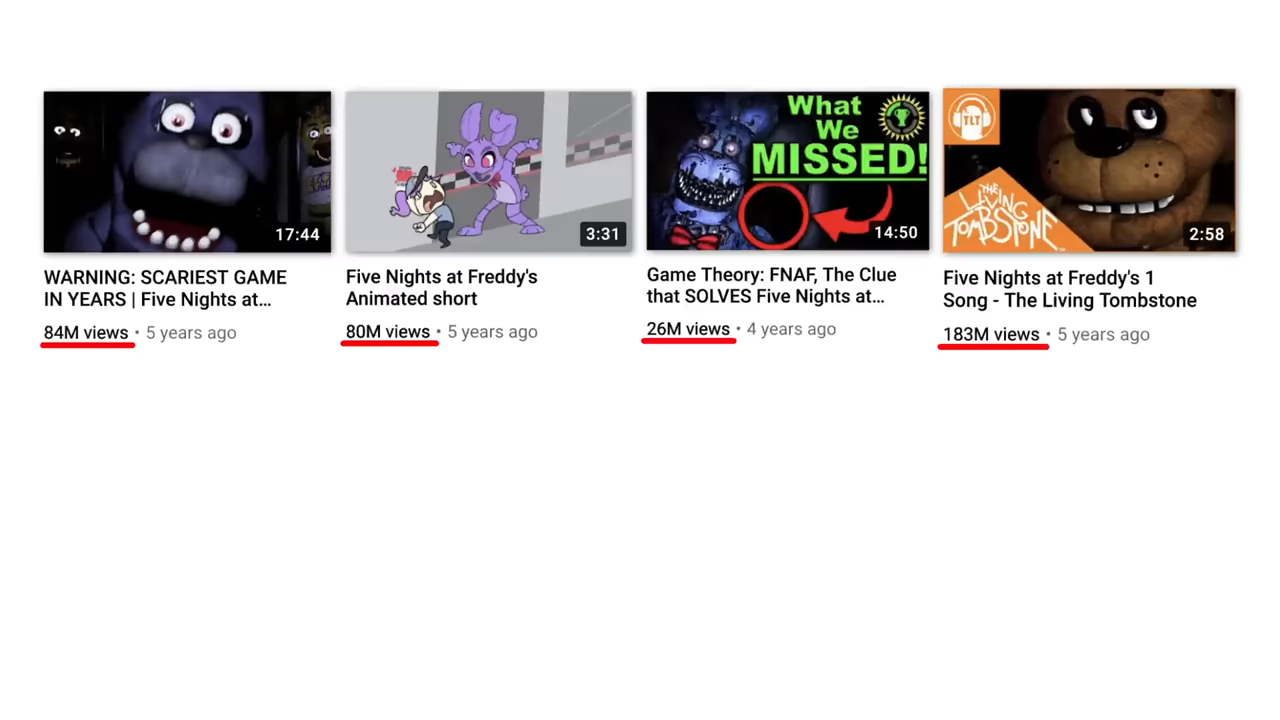 17:44
WARNING: SCARIEST GAME
IN YEARS | Five Nights at...
84M views • 5 years ago
3:31
Five Nights at Freddy's
Animated short
80M views • 5 years ago
What
We
MISSED!
14:50
Game Theory: FNAF, The Clue
that SOLVES Five Nights at...
26M views • 4 years ago
TLT
THE
LIVING
TOMBSTONE
2:58
Five Nights at Freddy's 1
Song - The Living Tombstone
183M views • 5 years ago